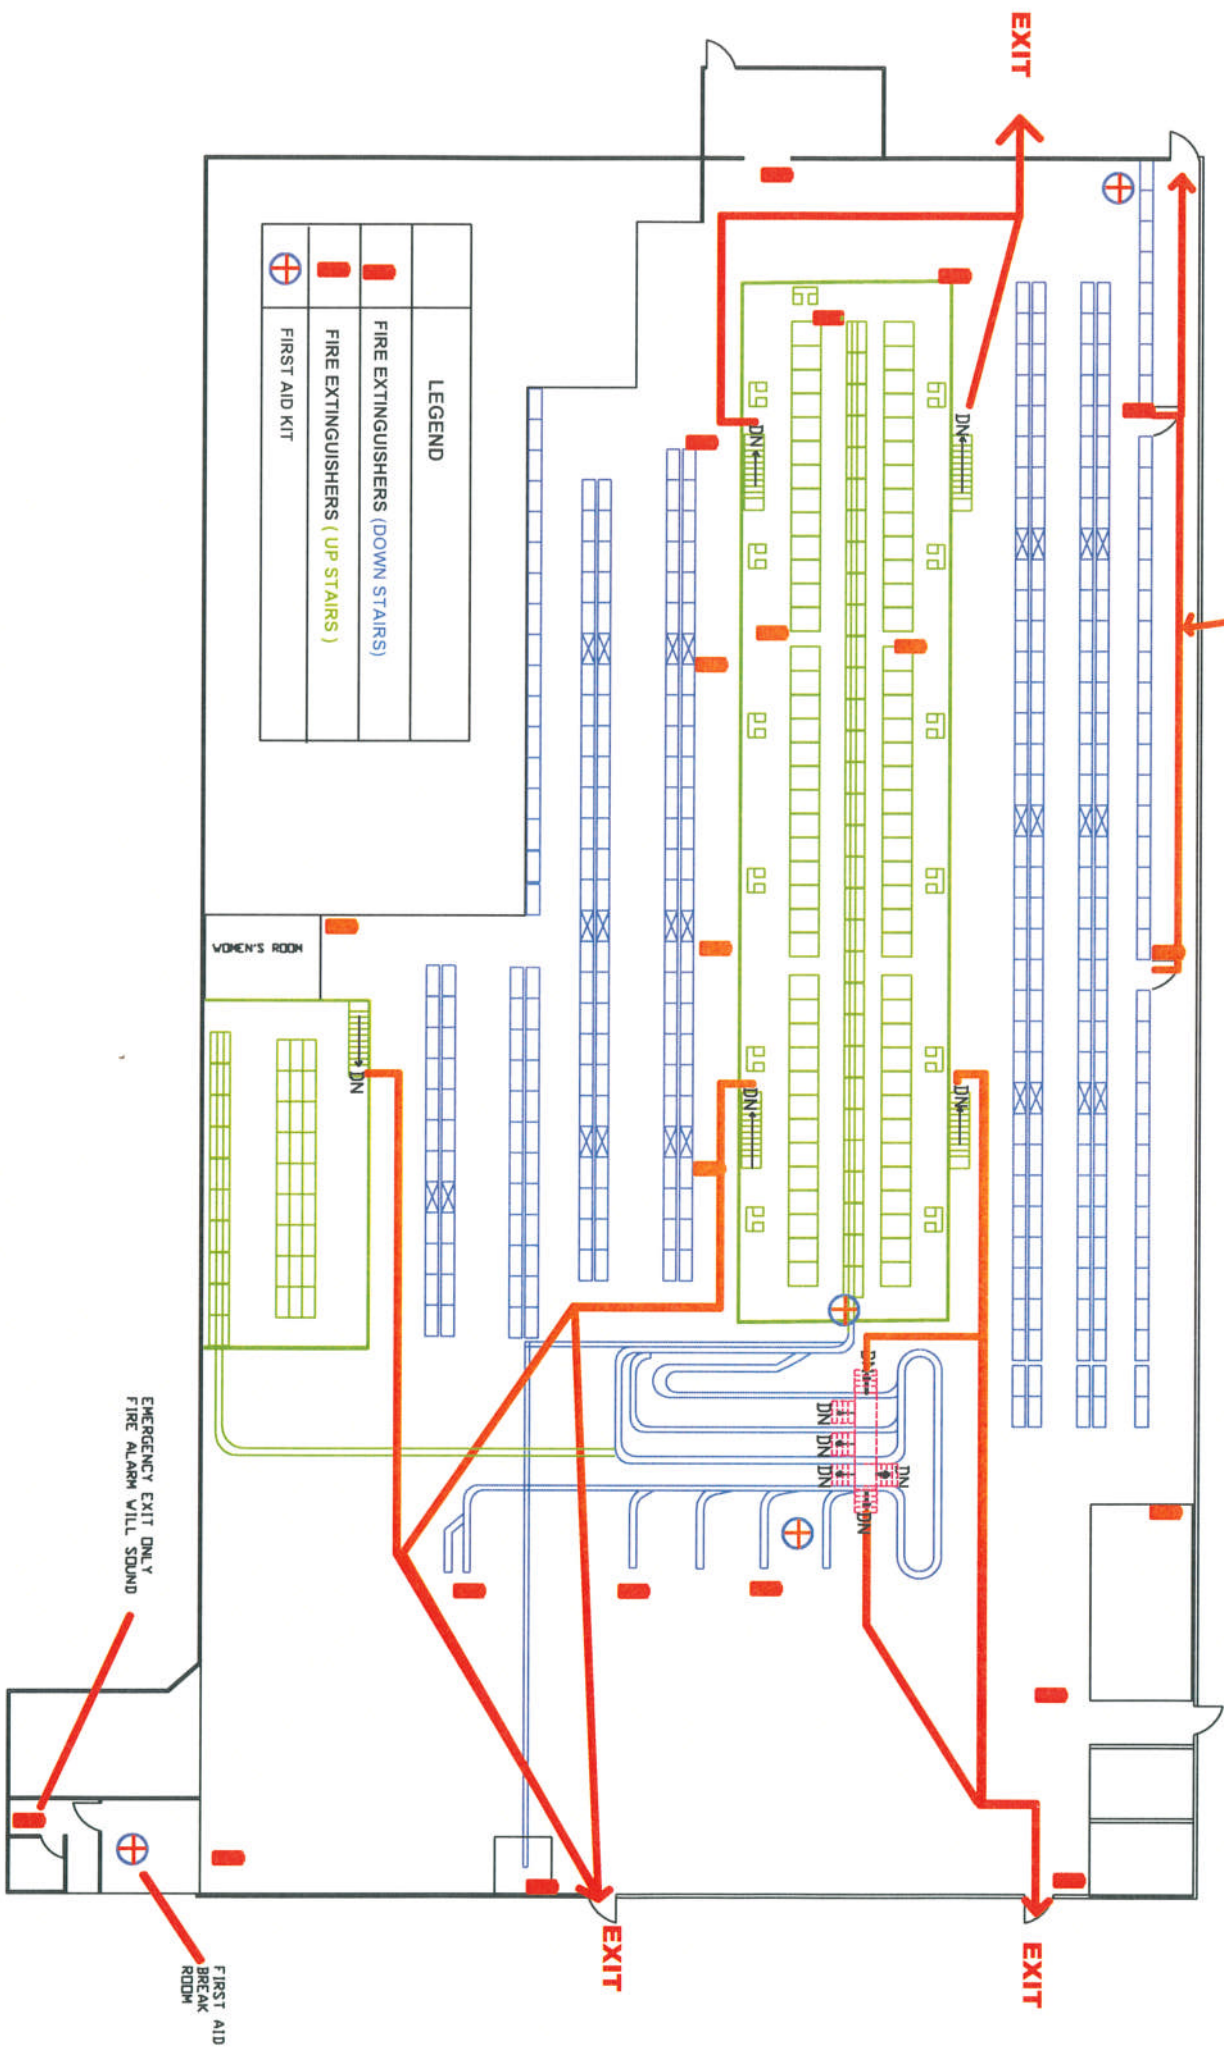 EXIT
LEGEND
FIRE EXTINGUISHERS (DOWN STAIRS)
FIRE EXTINGUISHERS ( UP STAIRS )
FIRST AID KIT
DN
DN
DN
DN
DN
DN
DN
DN
DN
DN
DN
WOMEN'S ROOM
EMERGENCY EXIT ONLY
FIRE ALARM WILL SOUND
FIRST AID
BREAK
ROOM
EXIT
EXIT